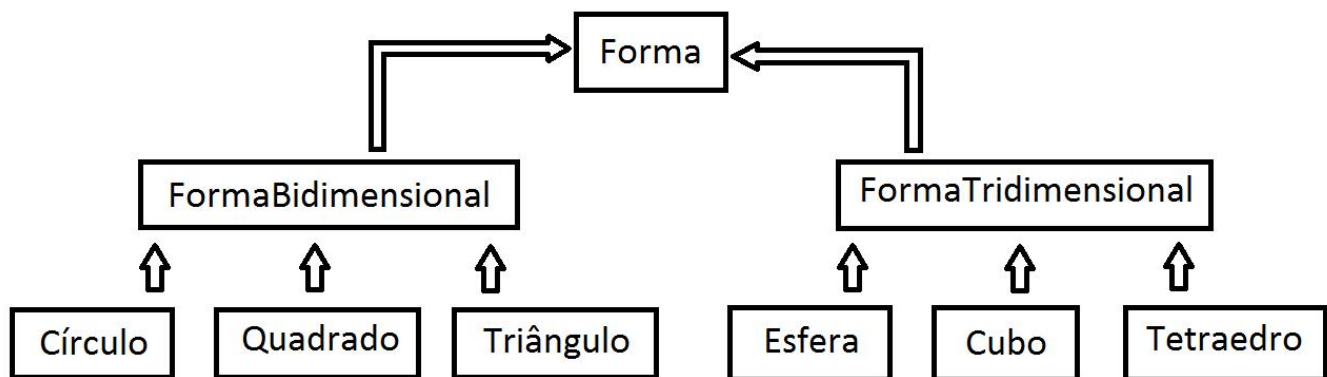 Forma
FormaBidimensional
FormaTridimensional
Círculo
Quadrado
Triângulo
Esfera
Cubo
Tetraedro